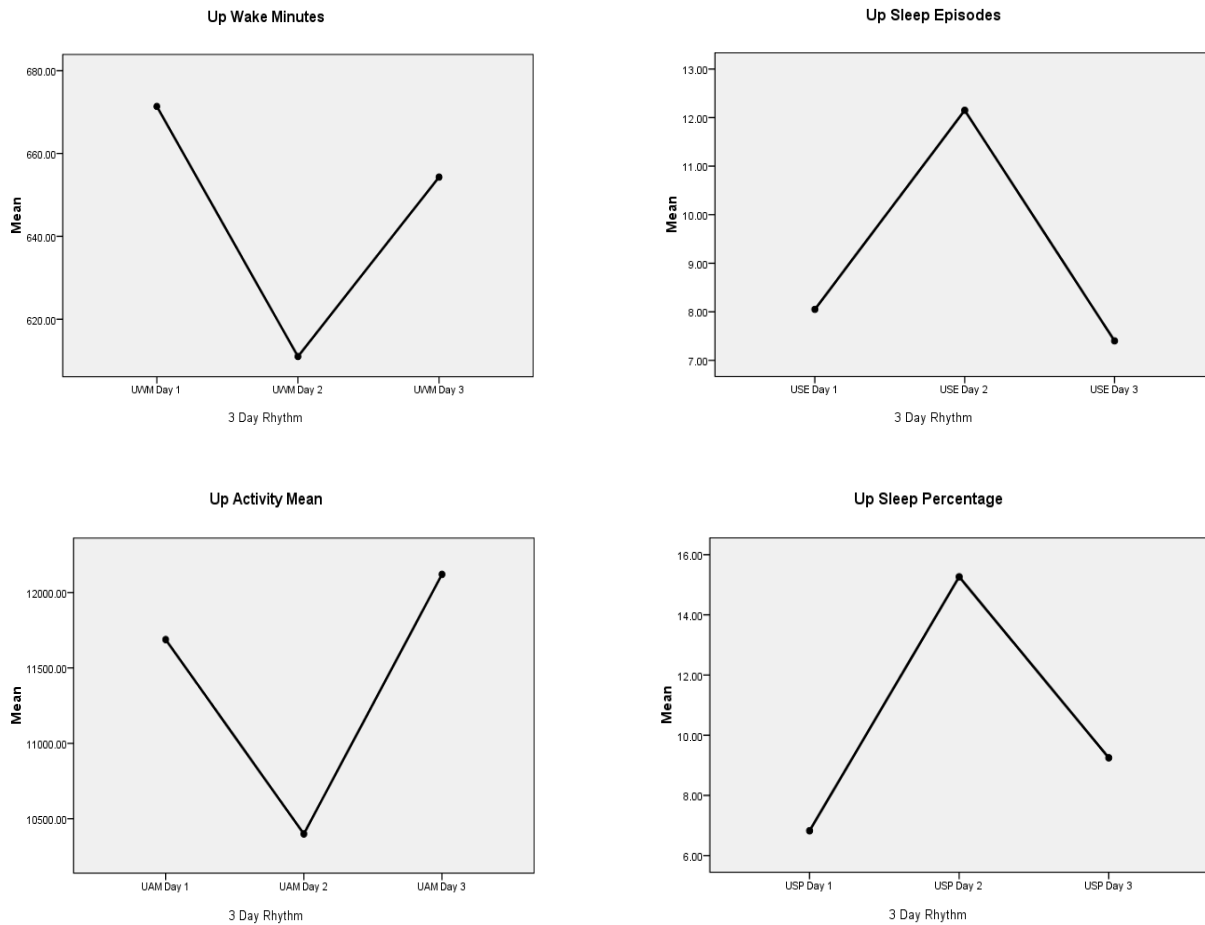 Up Wake Minutes
680.00
660.00
640.00
620.00
Mean
UWM Day 1 UWM Day 2 UWM Day 3
3 Day Rhythm
Up Sleep Episodes
13.00
12.00
11.00
10.00
9.00
8.00
7.00
Mean
USE Day 1 USE Day 2 USE Day 3
3 Day Rhythm
Up Activity Mean
12000.00
11500.00
11000.00
10500.00
Mean
UAM Day 1 UAM Day 2 UAM Day 3
3 Day Rhythm
Up Sleep Percentage
16.00
14.00
12.00
10.00
8.00
6.00
Mean
USP Day 1 USP Day 2 USP Day 3
3 Day Rhythm